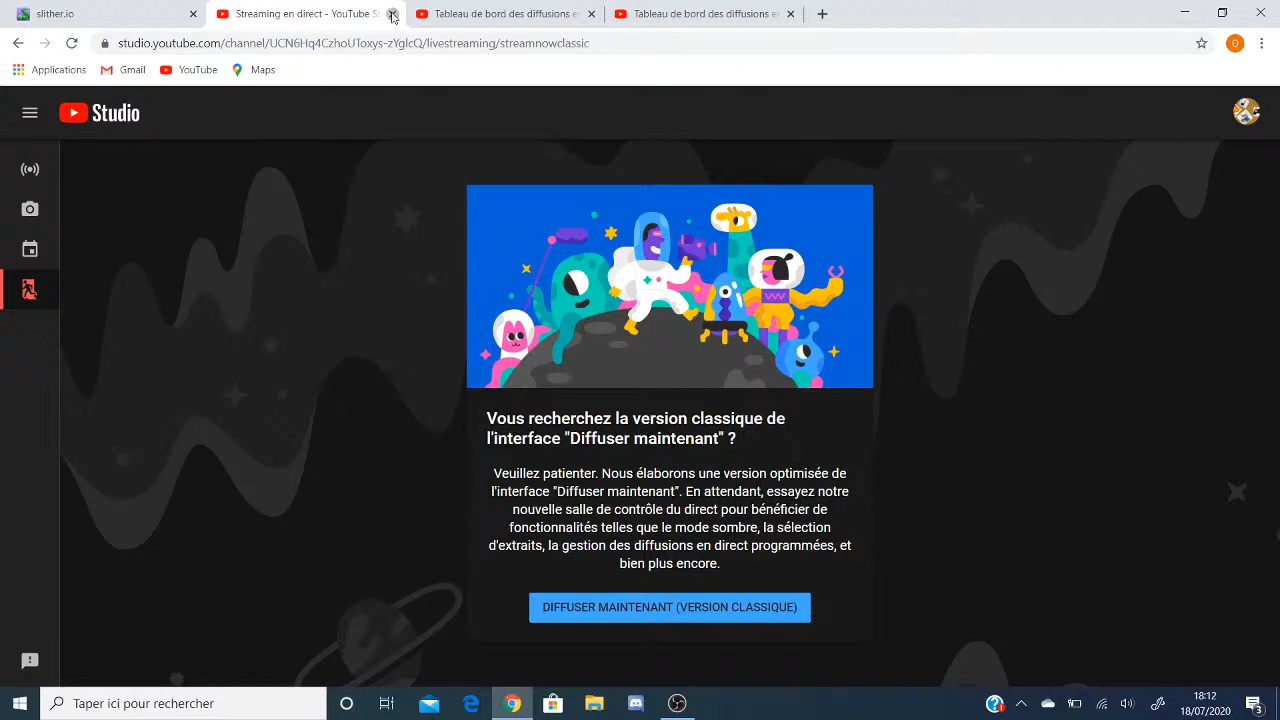 slither.io
Streaming en direct - YouTube S
Tableau de bord des diffusions e
Tableau de bord des diffusions e
studio.youtube.com/channel/UCN6Hq4CzhoUToxys-zYglcQ/livestreaming/streamnowclassic
O
Applications
Gmail
YouTube
Maps
Studio
Vous recherchez la version classique de
l'interface "Diffuser maintenant" ?
Veuillez patienter. Nous élaborons une version optimisée de
l'interface "Diffuser maintenant". En attendant, essayez notre
nouvelle salle de contrôle du direct pour bénéficier de
fonctionnalités telles que le mode sombre, la sélection
d'extraits, la gestion des diffusions en direct programmées, et
bien plus encore.
DIFFUSER MAINTENANT (VERSION CLASSIQUE)
Taper ici pour rechercher
18:12
18/07/2020
3